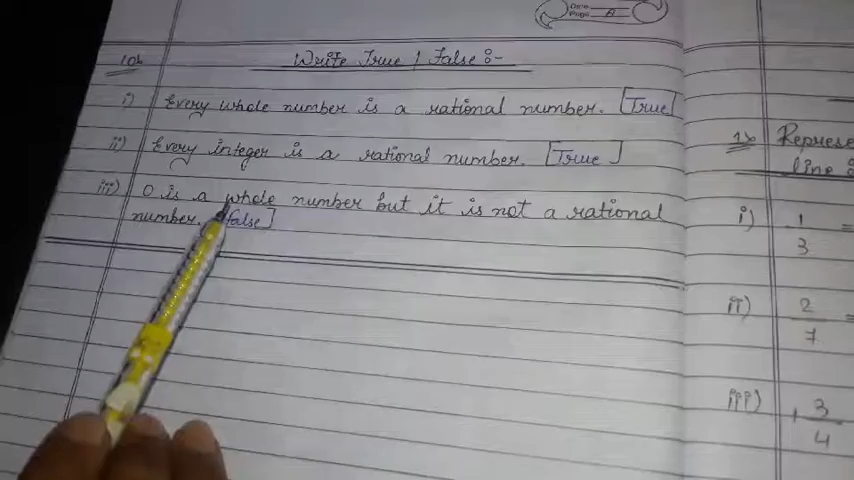 Date
Page
10)
Write True / False :-
i) Every whole number is a rational number. [True]
ii) Every integer is a rational number. [True]
iii) 0 is a whole number but it is not a rational
number. [false]
1)
Represe
line
i) 1/3 =
ii) 2/7 =
iii) 3/4